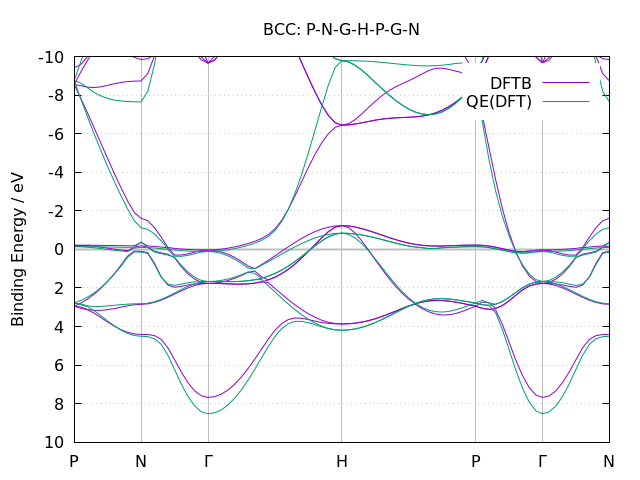 BCC: P-N-G-H-P-G-N
-10
-8
-6
-4
-2
0
2
4
6
8
10
Binding Energy / eV
DFTB
QE(DFT)
P N Γ H P Γ N